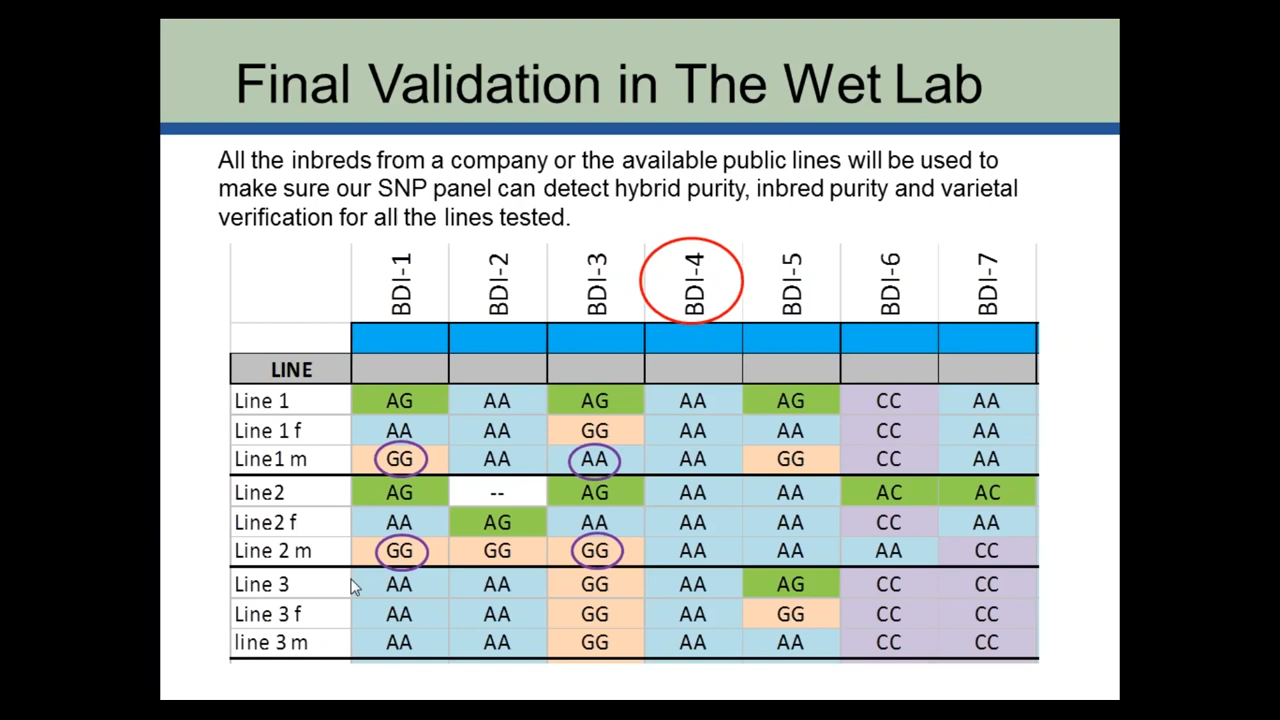 Final Validation in The Wet Lab
All the inbreds from a company or the available public lines will be used to
make sure our SNP panel can detect hybrid purity, inbred purity and varietal
verification for all the lines tested.
BDI-1 BDI-2 BDI-3 BDI-4 BDI-5 BDI-6 BDI-7
LINE
Line 1 AG AA AG AA AG CC AA
Line 1 f AA AA GG AA AA CC AA
Line1 m GG AA AA AA GG CC AA
Line2 AG -- AG AA AA AC AC
Line2 f AA AG AA AA AA CC AA
Line 2 m GG GG GG AA AA AA CC
Line 3 AA AA GG AA AG CC CC
Line 3 f AA AA GG AA GG CC CC
line 3 m AA AA GG AA AA CC CC